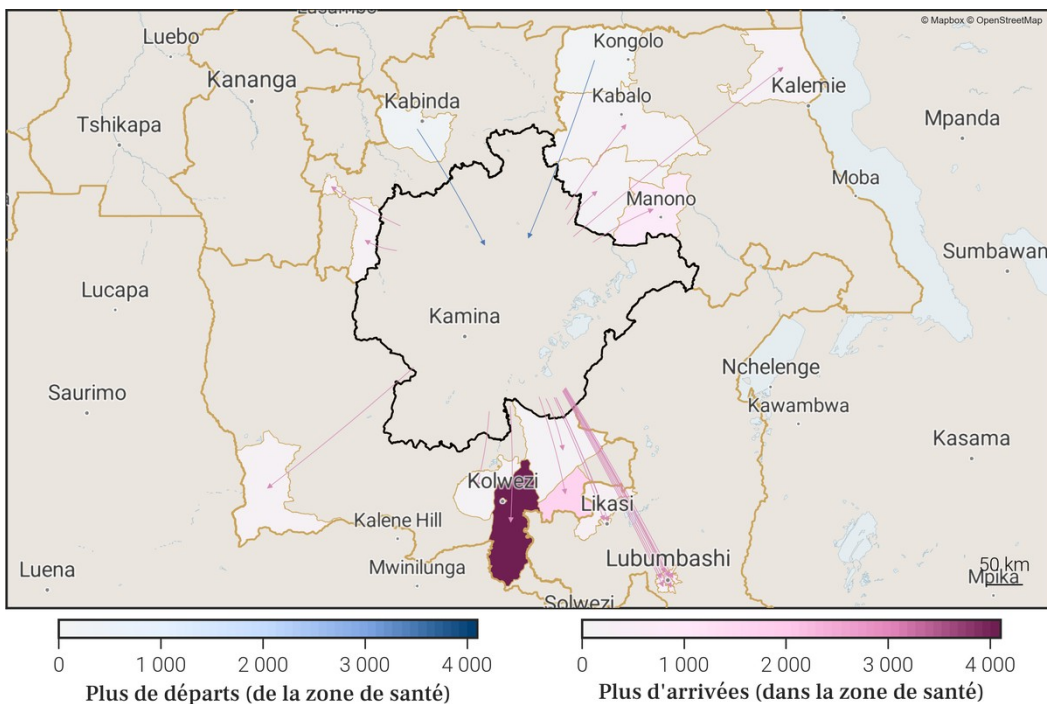 © Mapbox © OpenStreetMap
Luebo
Kongolo
Kananga
Kabinda
Kabalo
Kalemie
Tshikapa
Mpanda
Manono
Moba
Sumbawan
Lucapa
Kamina
Nchelenge
Saurimo
Kawambwa
Kasama
Kolwezi
Likasi
Kalene Hill
Lubumbashi
Luena
Mwinilunga
50 km
Mpika
Solwezi
0 1 000 2 000 3 000 4 000
Plus de départs (de la zone de santé)
0 1 000 2 000 3 000 4 000
Plus d'arrivées (dans la zone de santé)